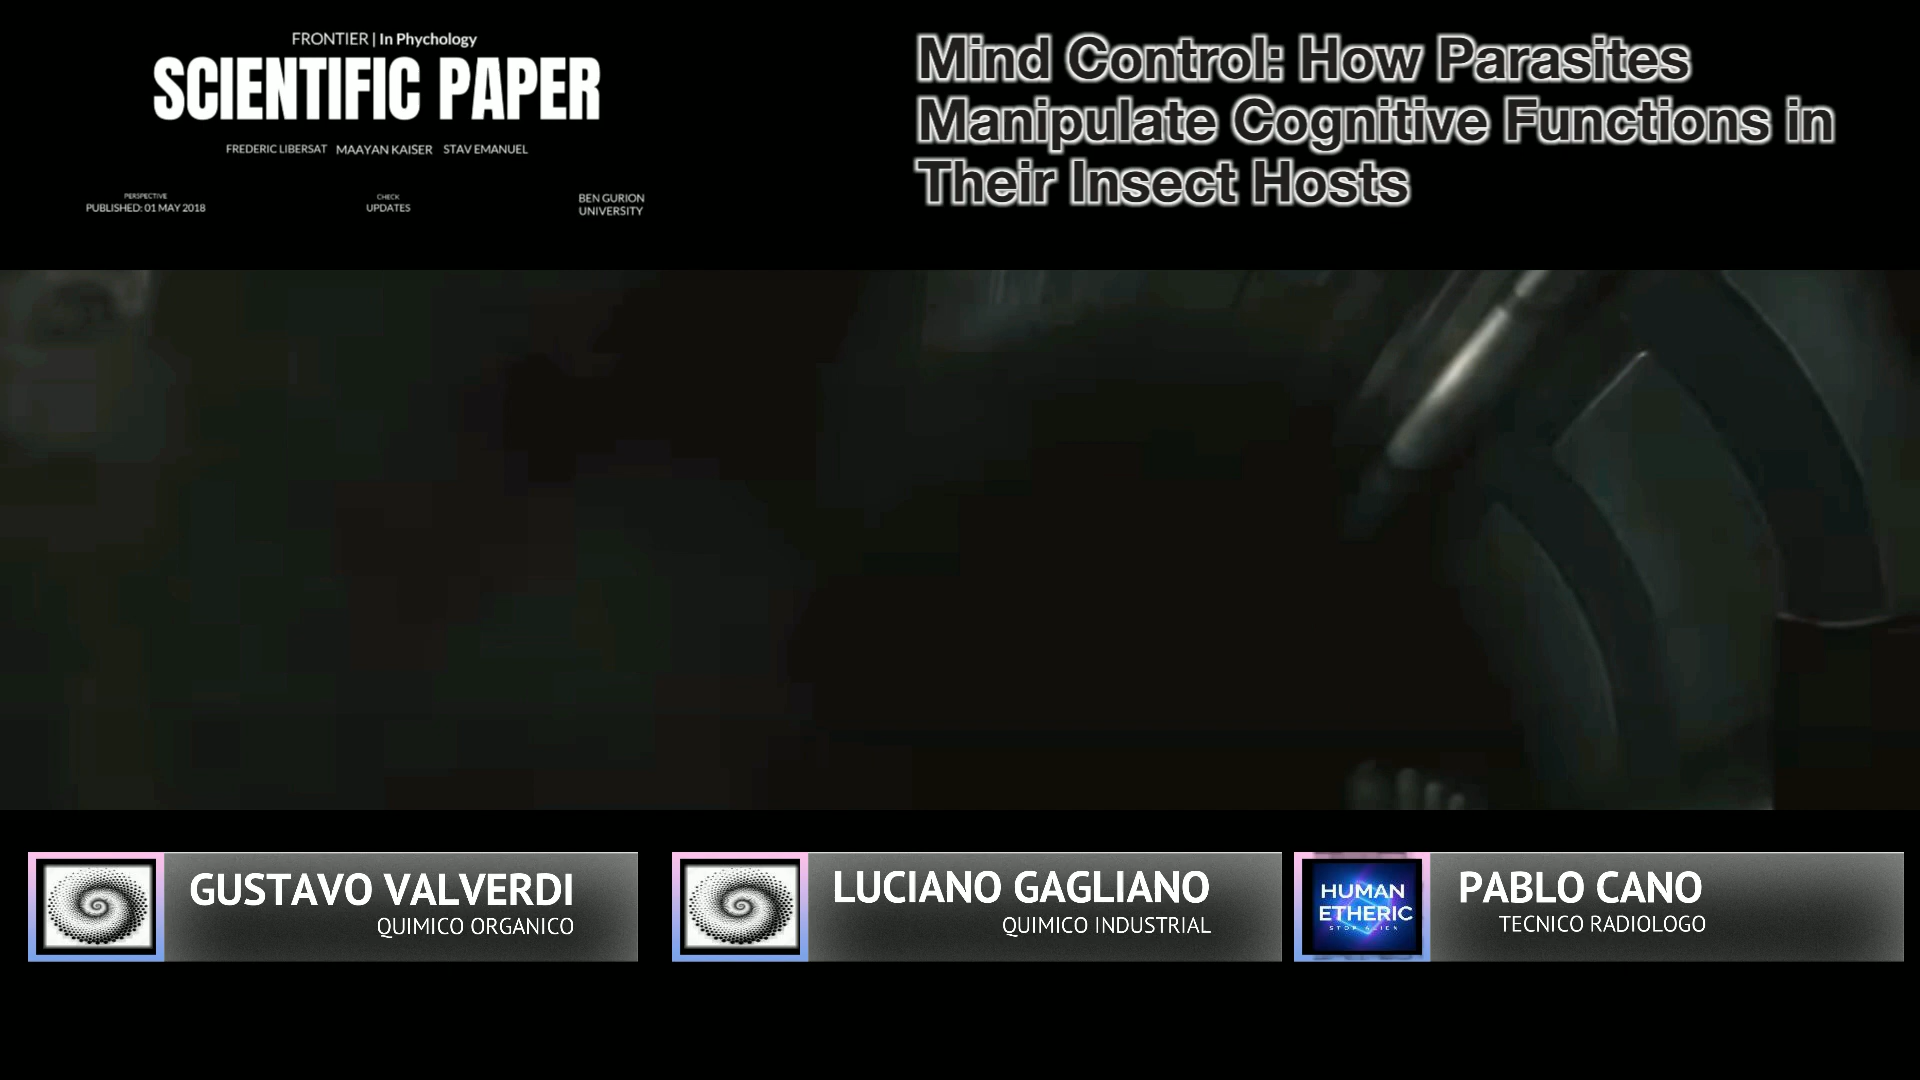 FRONTIER | In Phychology
SCIENTIFIC PAPER
FREDERIC LIBERSAT MAAYAN KAISER STAV EMANUEL
PERSPECTIVE
PUBLISHED: 01 MAY 2018
CHECK
UPDATES
BEN GURION
UNIVERSITY
Mind Control: How Parasites
Manipulate Cognitive Functions in
Their Insect Hosts
GUSTAVO VALVERDI
QUIMICO ORGANICO
LUCIANO GAGLIANO
QUIMICO INDUSTRIAL
HUMAN
ETHERIC
STOP ALIEN
PABLO CANO
TECNICO RADIOLOGO